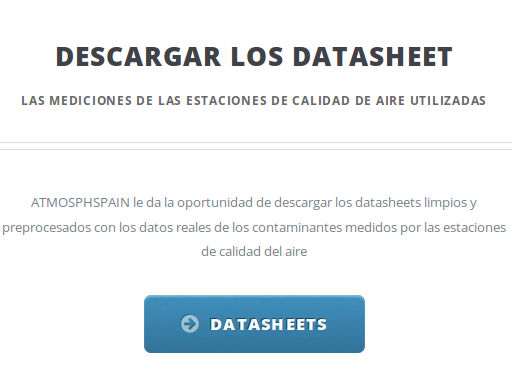 DESCARGAR LOS DATASHEET
LAS MEDICIONES DE LAS ESTACIONES DE CALIDAD DE AIRE UTILIZADAS
ATMOSPHSPAIN le da la oportunidad de descargar los datasheets limpios y
preprocesados con los datos reales de los contaminantes medidos por las estaciones
de calidad del aire
DATASHEETS